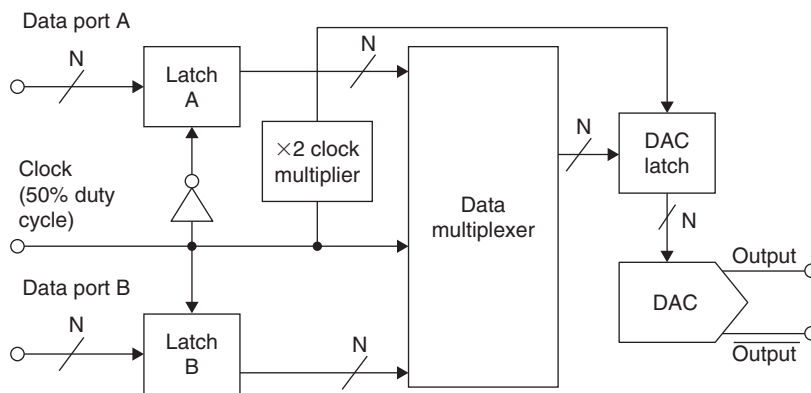 Data port A
N
Latch
A
N
×2 clock
multiplier
Clock
(50% duty
cycle)
Data
multiplexer
N
DAC
latch
N
DAC
Output
Output
Data port B
N
Latch
B
N